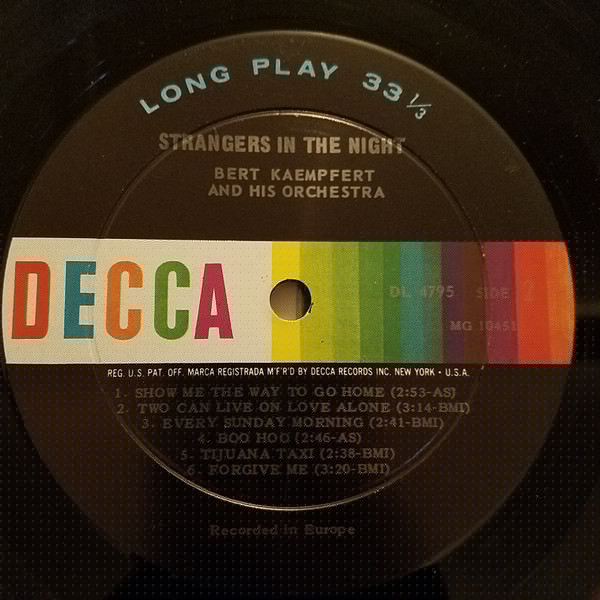 LONG PLAY 33 1/3
STRANGERS IN THE NIGHT
BERT KAEMPFERT
AND HIS ORCHESTRA
DECCA
DL 4795 SIDE 2
MG 10451
REG. U.S. PAT. OFF. MARCA REGISTRADA M'F'R'D BY DECCA RECORDS INC. NEW YORK • U.S.A.
1. SHOW ME THE WAY TO GO HOME (2:53-AS)
2. TWO CAN LIVE ON LOVE ALONE (3:14-BMI)
3. EVERY SUNDAY MORNING (2:41-BMI)
4. BOO HOO (2:46-AS)
5. TIJUANA TAXI (2:38-BMI)
6. FORGIVE ME (3:20-BMI)
Recorded in Europe